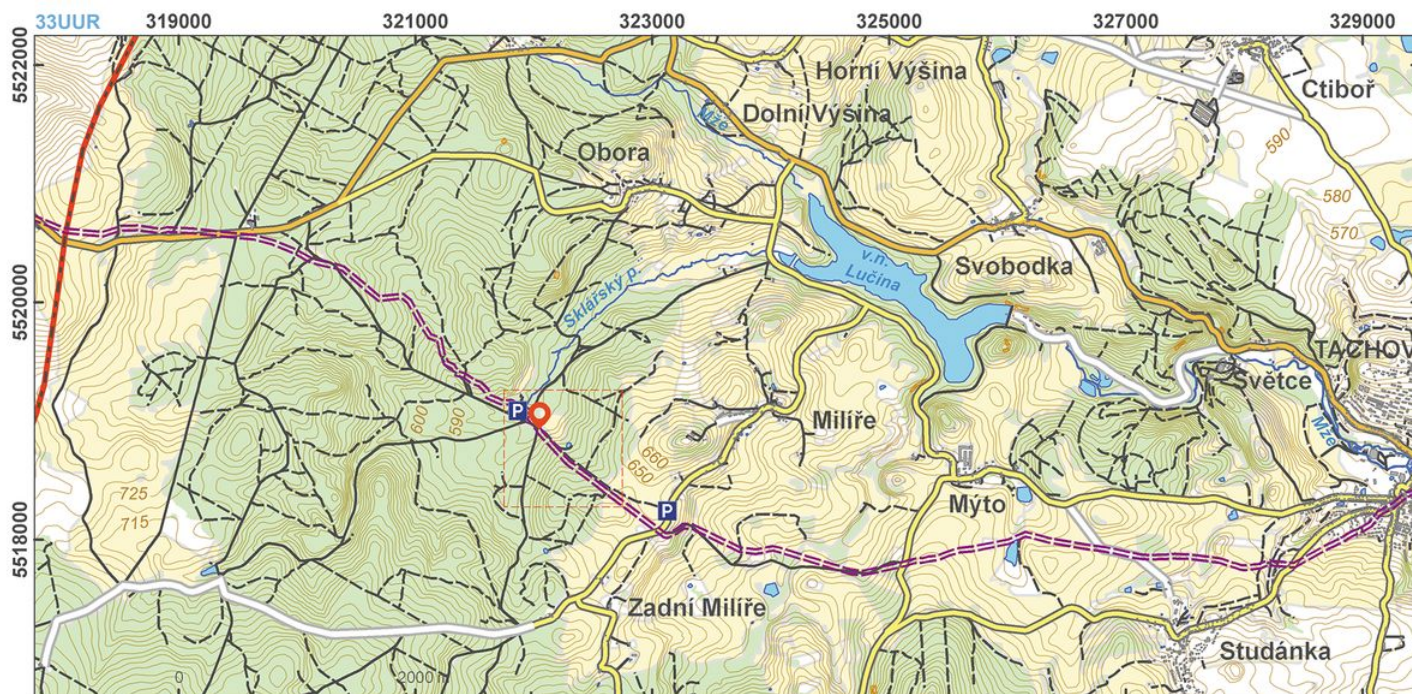 33UUR
319000
321000
323000
325000
327000
329000
5522000
5520000
5518000
Horní Výšina
Ctiboř
Dolní Výšina
Mže
Obora
590
580
570
v.n.
Lučina
Svobodka
Sklářský p.
TACHOV
Světce
Mže
P
600
590
Milíře
660
650
P
725
715
Mýto
Zadní Milíře
Studánka
0
2000 m